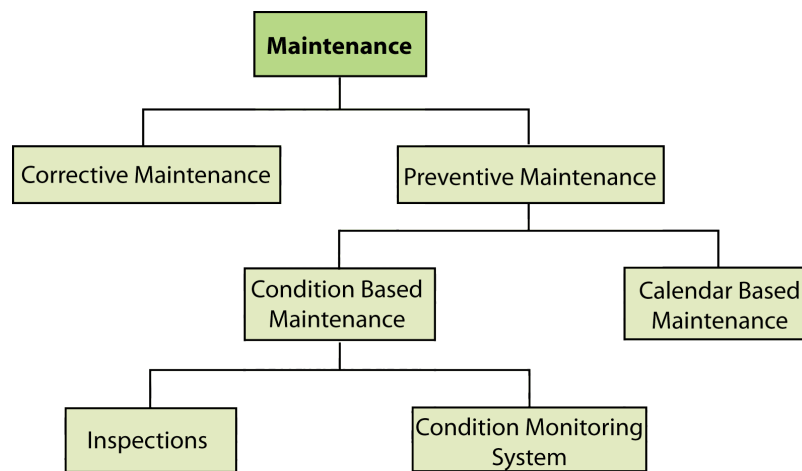 Maintenance
Corrective Maintenance
Preventive Maintenance
Condition Based
Maintenance
Calendar Based
Maintenance
Inspections
Condition Monitoring
System